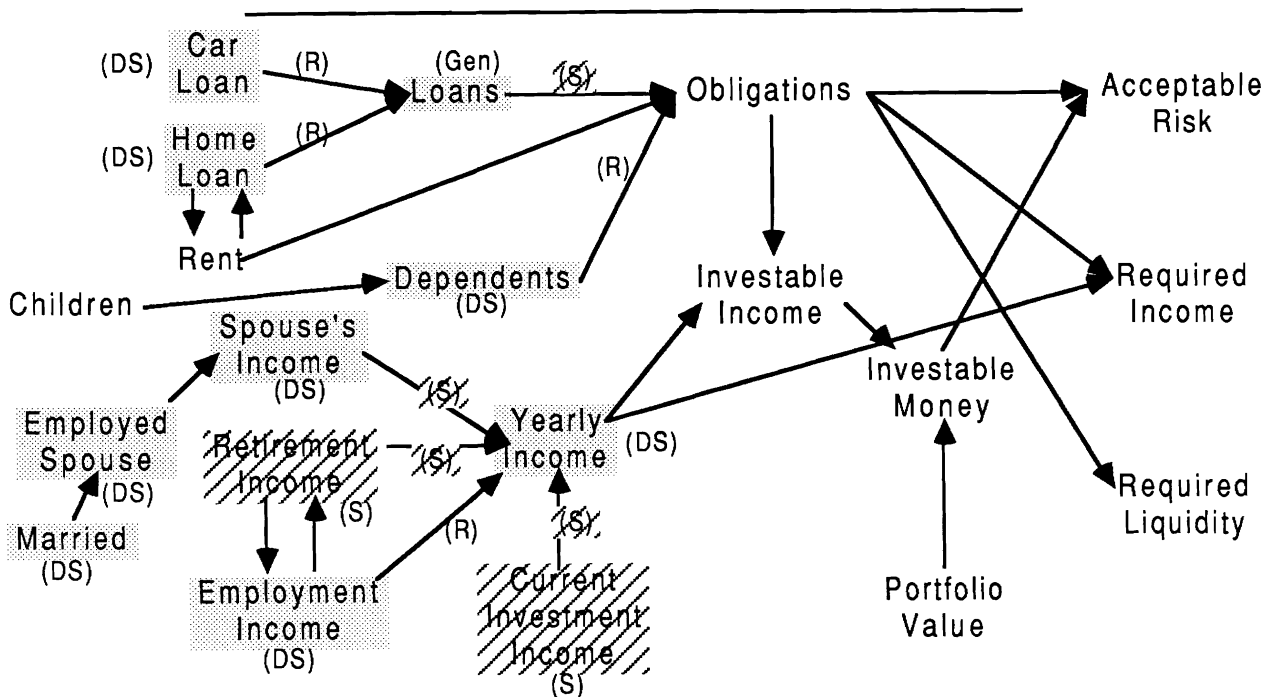 (DS)
Car
Loan
(R)
(Gen)
Loans
(S)
Obligations
Acceptable
Risk
(DS)
Home
Loan
(R)
(R)
Rent
Children
Dependents
(DS)
Investable
Income
Required
Income
Spouse's
Income
(DS)
(S)
Investable
Money
Employed
Spouse
(DS)
Retirement
Income
(S)
(S)
Yearly
Income
(DS)
Required
Liquidity
Married
(DS)
(R)
(S)
Employment
Income
(DS)
Current
Investment
Income
(S)
Portfolio
Value